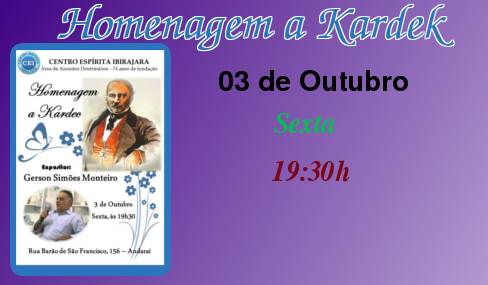 Homenagem a Kardek
CEI
CENTRO ESPÍRITA IBIRAJARA
Área de Assuntos Doutrinários - 74 anos de fundação
Homenagem
a Kardec
Expositor:
Gerson Simões Monteiro
3 de Outubro
Sexta, às 19h30
Rua Barão de São Francisco, 156 – Andaraí
03 de Outubro
Sexta
19:30h